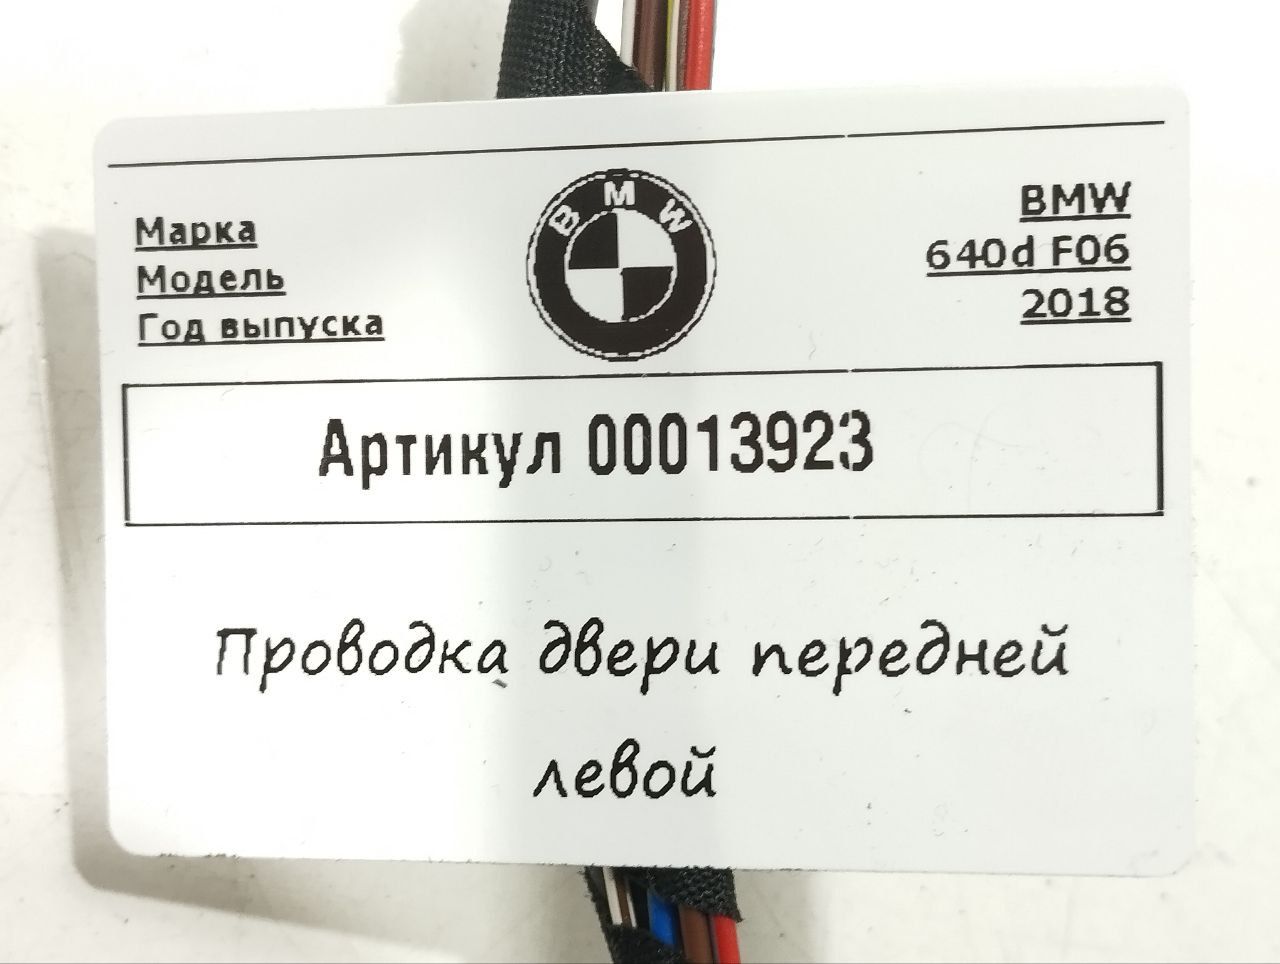 Марка
Модель
Год выпуска
BMW
BMW
640d F06
2018
Артикул 00013923
Проводка двери передней
левой